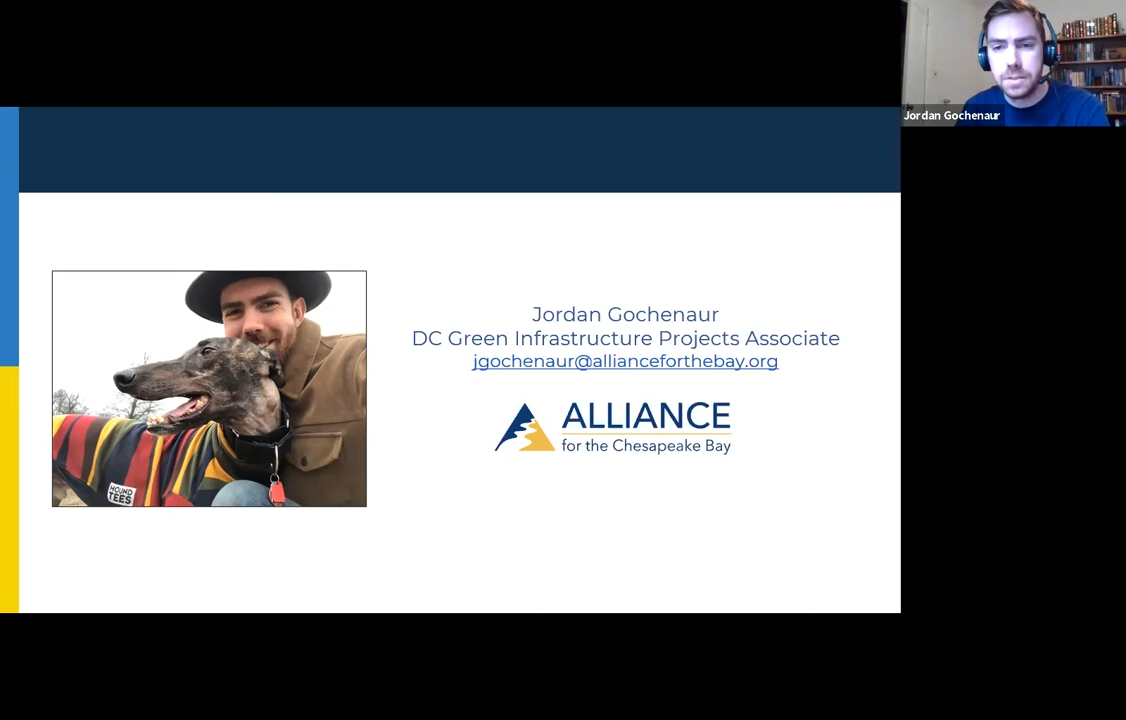 Jordan Gochenaur
Jordan Gochenaur
DC Green Infrastructure Projects Associate
jgochenaur@allianceforthebay.org
ALLIANCE
for the Chesapeake Bay
HOUND
TEES